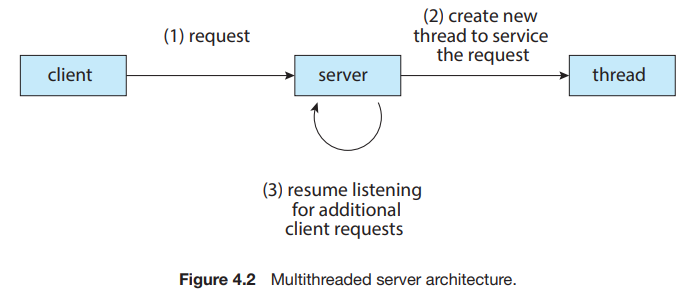 (1) request
(2) create new
thread to service
the request
client
server
thread
(3) resume listening
for additional
client requests
Figure 4.2 Multithreaded server architecture.